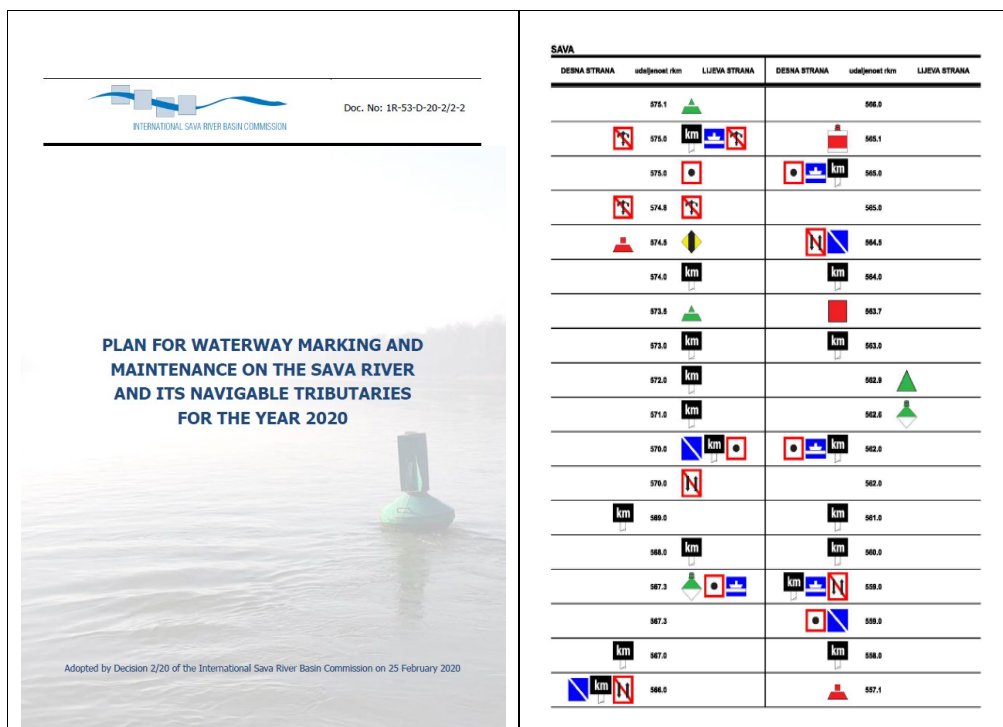 INTERNATIONAL SAVA RIVER BASIN COMMISSION
Doc. No: 1R-53-D-20-2/2-2
PLAN FOR WATERWAY MARKING AND
MAINTENANCE ON THE SAVA RIVER
AND ITS NAVIGABLE TRIBUTARIES
FOR THE YEAR 2020
Adopted by Decision 2/20 of the International Sava River Basin Commission on 25 February 2020
SAVA
DESNA STRANA udaljenost rkm LIJEVA STRANA
575.1
575.0 km
575.0
574.8
574.5
574.0 km
573.5
573.0 km
572.0 km
571.0 km
570.0 km
570.0
km 569.0
568.0 km
567.3
567.3
km 567.0
km 566.0
DESNA STRANA udaljenost rkm LIJEVA STRANA
566.0
565.1
km 565.0
565.0
564.5
km 564.0
563.7
km 563.0
562.9
562.6
km 562.0
562.0
km 561.0
km 560.0
km 559.0
559.0
km 558.0
557.1